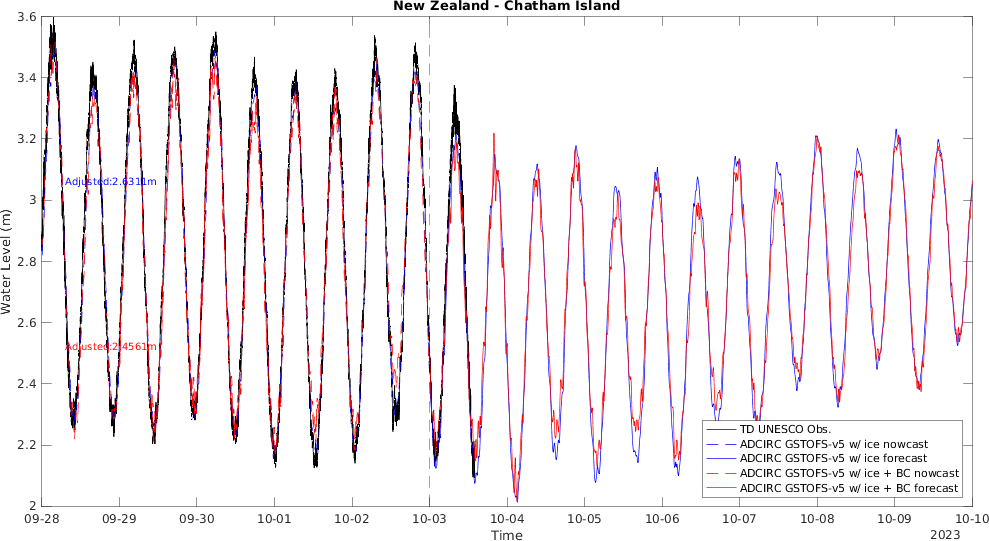 New Zealand - Chatham Island
Water Level (m)
3.6
3.4
3.2
3
2.8
2.6
2.4
2.2
2
Adjusted:2.6311m
Adjusted:2.4561m
TD UNESCO Obs.
ADCIRC GSTOFS-v5 w/ ice nowcast
ADCIRC GSTOFS-v5 w/ ice forecast
ADCIRC GSTOFS-v5 w/ ice + BC nowcast
ADCIRC GSTOFS-v5 w/ ice + BC forecast
09-28 09-29 09-30 10-01 10-02 10-03 10-04 10-05 10-06 10-07 10-08 10-09 10-10
Time
2023